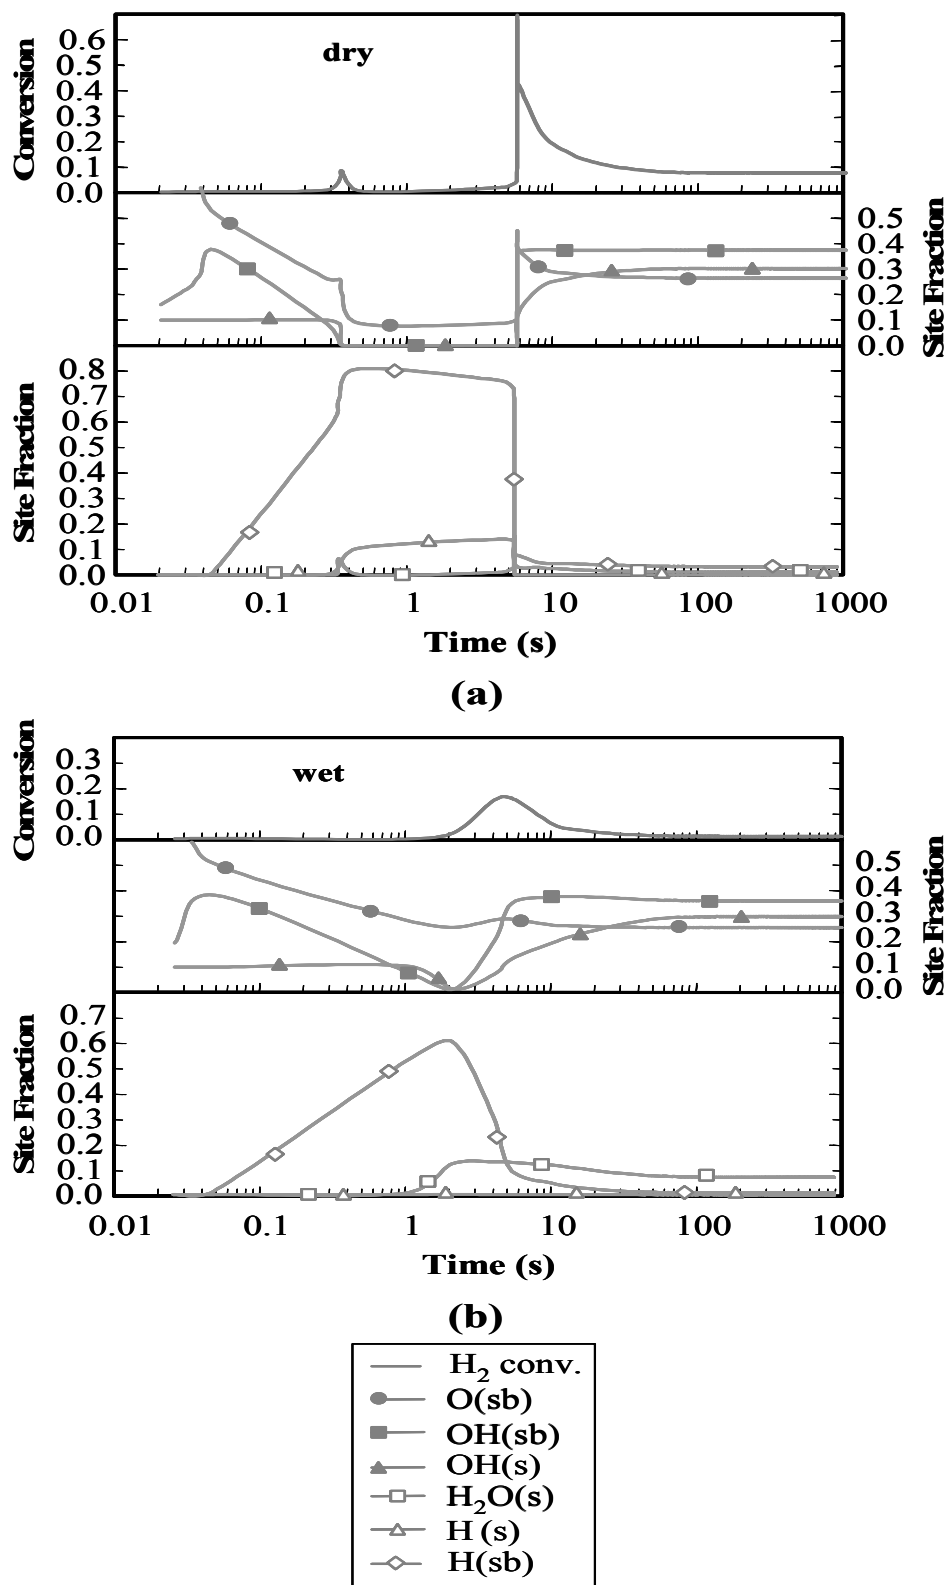 dry
Conversion
0.6
0.5
0.4
0.3
0.2
0.1
0.0
Site Fraction
0.5
0.4
0.3
0.2
0.1
0.0
Site Fraction
0.8
0.7
0.6
0.5
0.4
0.3
0.2
0.1
0.0
0.01 0.1 1 10 100 1000
Time (s)
(a)
wet
Conversion
0.3
0.2
0.1
0.0
Site Fraction
0.5
0.4
0.3
0.2
0.1
0.0
Site Fraction
0.7
0.6
0.5
0.4
0.3
0.2
0.1
0.0
0.01 0.1 1 10 100 1000
Time (s)
(b)
H₂ conv.
O(sb)
OH(sb)
OH(s)
H₂O(s)
H (s)
H(sb)